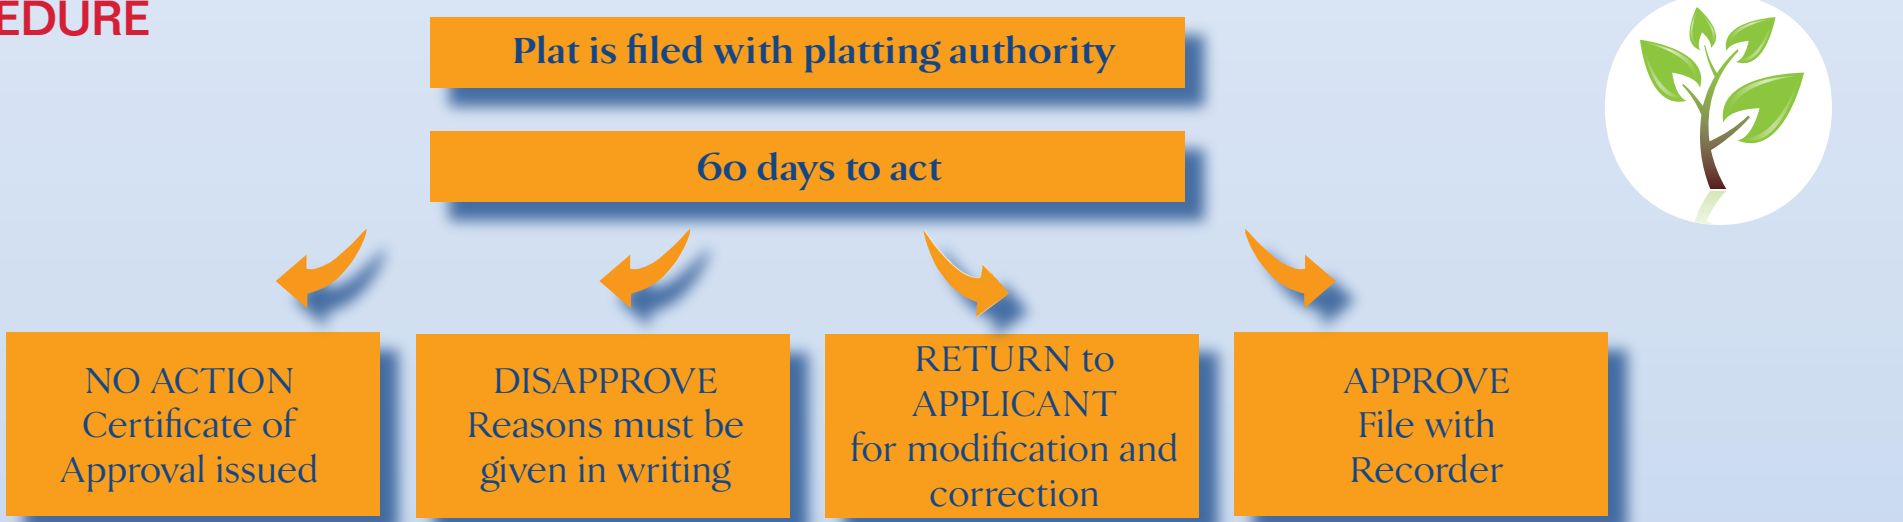 EDURE
Plat is filed with platting authority
60 days to act
NO ACTION
Certificate of
Approval issued
DISAPPROVE
Reasons must be
given in writing
RETURN to
APPLICANT
for modification and
correction
APPROVE
File with
Recorder